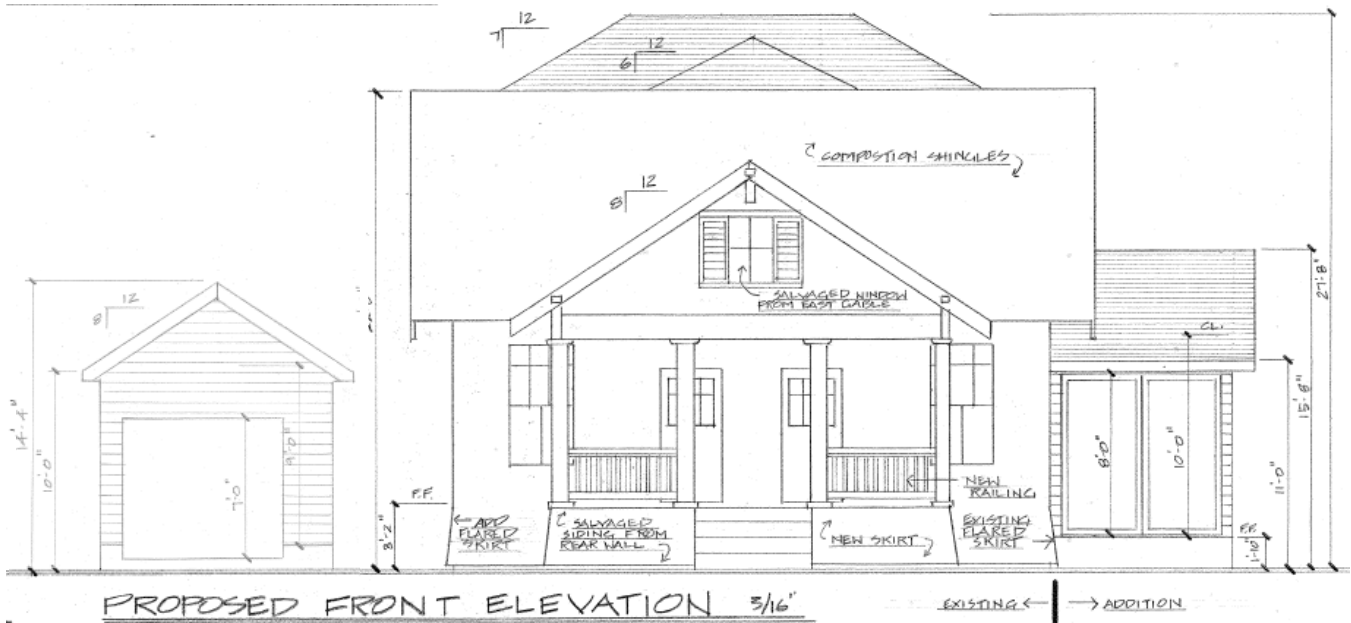 12
7
12
6
COMPOSTION SHINGLES
12
8
SALVAGED WINDOW
FROM EAST GABLE
27'-8"
12
8
CL.
15'-8"
14'-4"
10'-0"
9'-0"
7'-0"
8'-0"
10'-0"
11'-0"
F.F.
3'-2"
NEW
RAILING
ADD
FLARED
SKIRT
SALVAGED
SIDING FROM
REAR WALL
NEW SKIRT
EXISTING
FLARED
SKIRT
F.F.
1'-10"
PROPOSED FRONT ELEVATION 3/16"
EXISTING
ADDITION